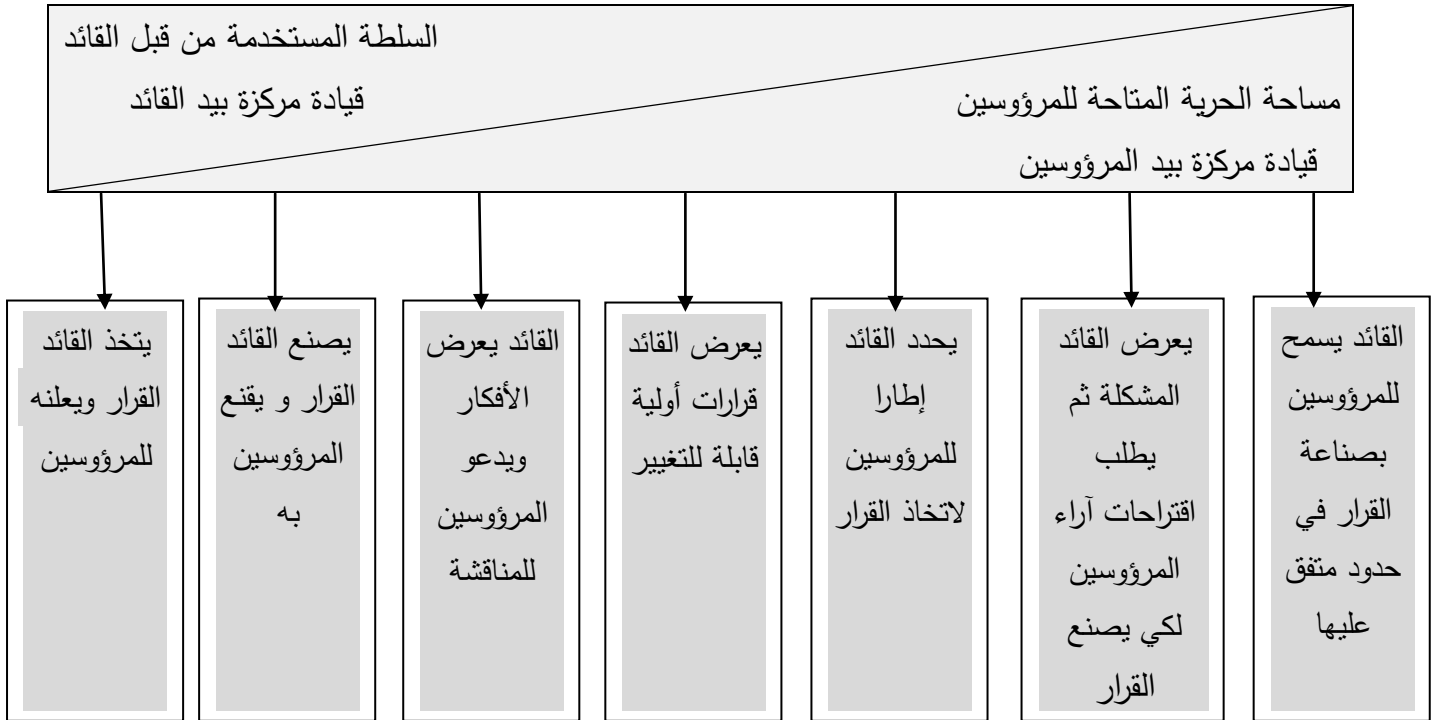 السلطة المستخدمة من قبل القائد
قيادة مركزة بيد القائد
مساحة الحرية المتاحة للمرؤوسين
قيادة مركزة بيد المرؤوسين
القائد يسمح
للمرؤوسين
بصناعة
القرار في
حدود متفق
عليها
يعرض القائد
المشكلة ثم
يطلب
اقتراحات آراء
المرؤوسين
لكي يصنع
القرار
يحدد القائد
إطارا
للمرؤوسين
لاتخاذ القرار
يعرض القائد
قرارات أولية
قابلة للتغيير
القائد يعرض
الأفكار
ويدعو
المرؤوسين
للمناقشة
يصنع القائد
القرار و يقنع
المرؤوسين
به
يتخذ القائد
القرار ويعلنه
للمرؤوسين